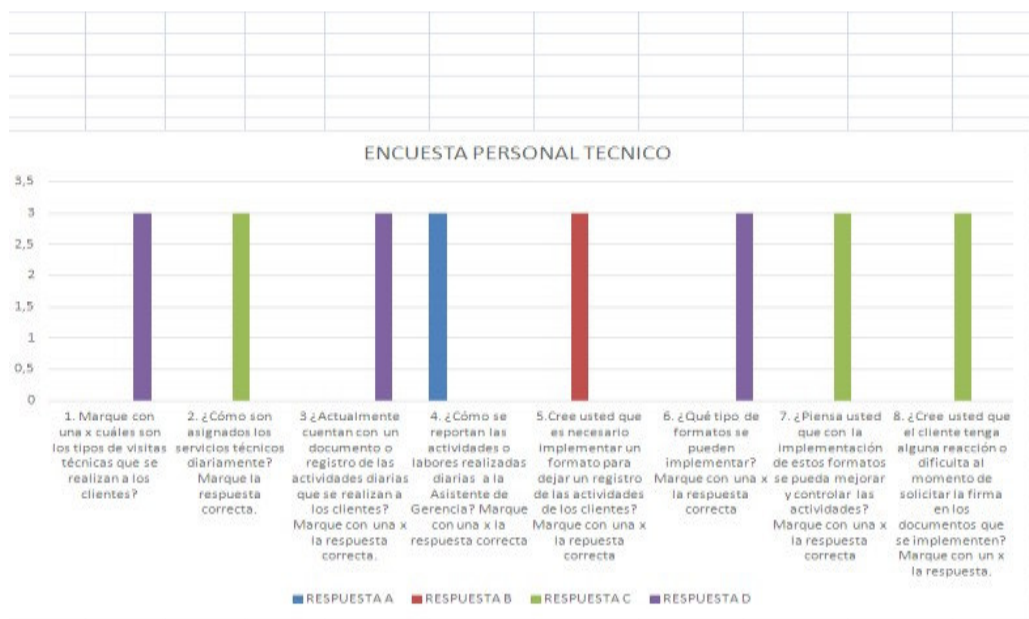 ENCUESTA PERSONAL TECNICO
3,5
3
2,5
2
1,5
1
0,5
0
1. Marque con
una x cuáles son
los tipos de visitas
técnicas que se
realizan a los
clientes?
2. ¿Cómo son
asignados los
servicios técnicos
diariamente?
Marque la
respuesta
correcta.
3 ¿Actualmente
cuentan con un
documento o
registro de las
actividades diarias
que se realizan a
los clientes?
Marque con una x
la respuesta
correcta.
4. ¿Cómo se
reportan las
actividades o
labores realizadas
diarias a la
Asistente de
Gerencia? Marque
con una x la
respuesta correcta
5.Cree usted que
es necesario
implementar un
formato para
dejar un registro
de las actividades
de los clientes?
Marque con una x
la repuesta
correcta
6. ¿Qué tipo de
formatos se
pueden
implementar?
Marque con una x
la respuesta
correcta
7. ¿Piensa usted
que con la
implementación
de estos formatos
se pueda mejorar
y controlar las
actividades?
Marque con una x
la respuesta
correcta
8. ¿Cree usted que
el cliente tenga
alguna reacción o
dificulta al
momento de
solicitar la firma
en los
documentos que
se implementen?
Marque con un x
la respuesta.
RESPUESTA A RESPUESTA B RESPUESTA C RESPUESTA D